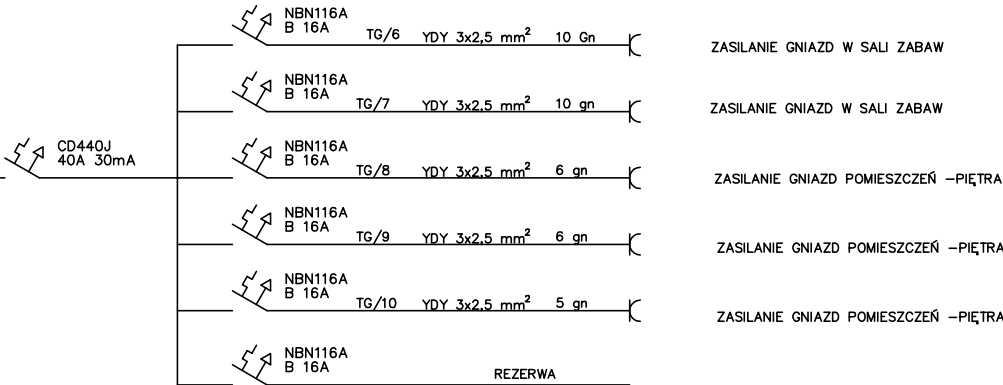 NBN116A
B 16A
TG/6 YDY 3x2,5 mm² 10 Gn
ZASILANIE GNIAZD W SALI ZABAW
NBN116A
B 16A
TG/7 YDY 3x2.5 mm² 10 gn
ZASILANIE GNIAZD W SALI ZABAW
CD440J
40A 30mA
NBN116A
B 16A
TG/8 YDY 3x2.5 mm² 6 gn
ZASILANIE GNIAZD POMIESZCZEŃ –PIĘTRA
NBN116A
B 16A
TG/9 YDY 3x2.5 mm² 6 gn
ZASILANIE GNIAZD POMIESZCZEŃ –PIĘTRA
NBN116A
B 16A
TG/10 YDY 3x2.5 mm² 5 gn
ZASILANIE GNIAZD POMIESZCZEŃ –PIĘTRA
NBN116A
B 16A
REZERWA